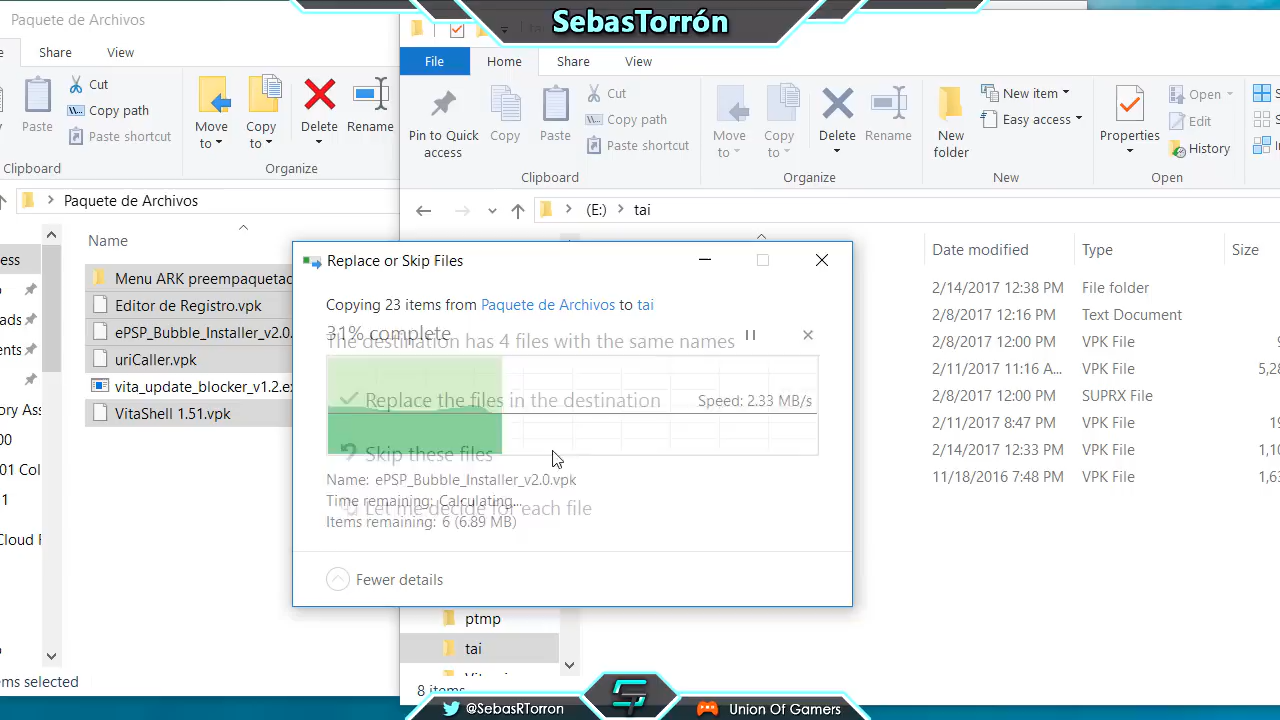 Paquete de Archivos
SebasTorrón
Share
View
Paste
Cut
Copy path
Paste shortcut
Move
to
Copy
to
Delete
Rename
Clipboard
Organize
Paquete de Archivos
File
Home
Share
View
Pin to Quick
access
Copy
Paste
Cut
Copy path
Paste shortcut
Move
to
Copy
to
Delete
Rename
New
folder
New item
Easy access
Properties
Open
Edit
History
Clipboard
Organize
New
Open
(E:)
tai
Name
Menu ARK preempaquetad
Editor de Registro.vpk
ePSP_Bubble_Installer_v2.0.
uriCaller.vpk
vita_update_blocker_v1.2.ex
VitaShell 1.51.vpk
Date modified
Type
Size
2/14/2017 12:38 PM
File folder
2/8/2017 12:16 PM
Text Document
2/8/2017 12:00 PM
VPK File
2/11/2017 11:16 A...
VPK File
5,28
2/8/2017 12:00 PM
SUPRX File
2/11/2017 8:47 PM
VPK File
2/14/2017 12:33 PM
VPK File
11/18/2016 7:48 PM
VPK File
Replace or Skip Files
Copying 23 items from Paquete de Archivos to tai
31% complete
The destination has 4 files with the same names
Replace the files in the destination
Speed: 2.33 MB/s
Skip these files
Name: ePSP_Bubble_Installer_v2.0.vpk
Time remaining: Calculating...
Let me decide for each file
Items remaining: 6 (6.89 MB)
Fewer details
ptmp
tai
items selected
8 items
@SebasRTorron
Union Of Gamers